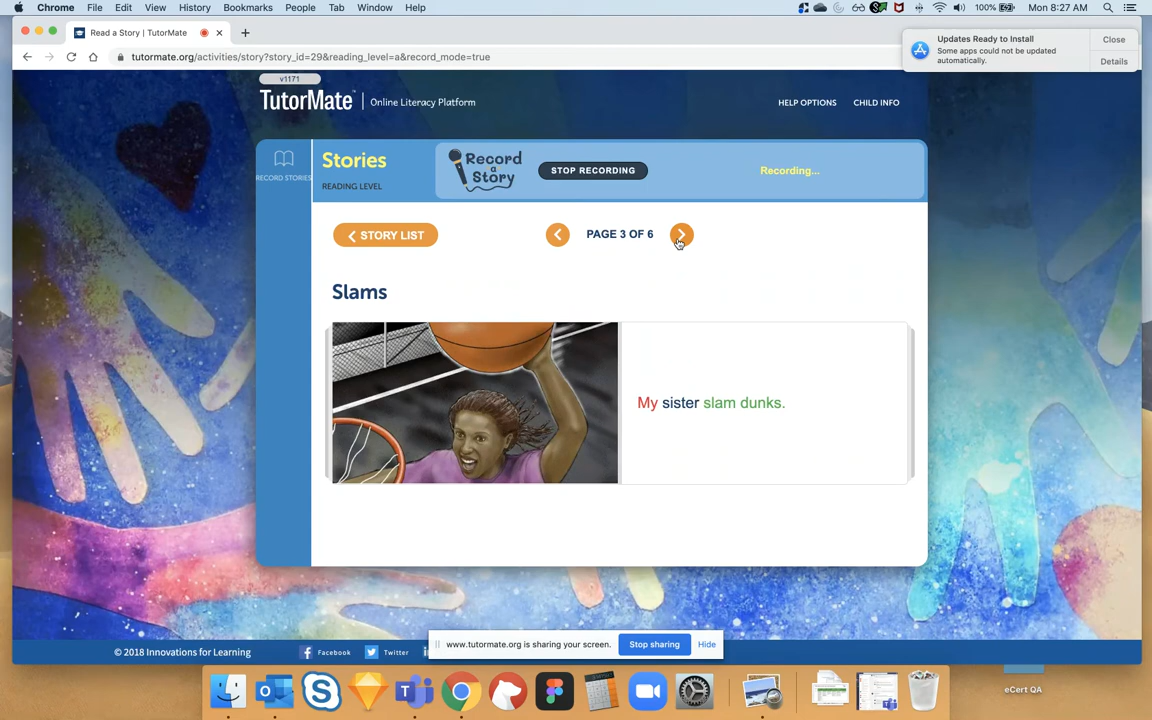 Chrome File Edit View History Bookmarks People Tab Window Help
100% Mon 8:27 AM
Read a Story | TutorMate
tutormate.org/activities/story?story_id=29&reading_level=a&record_mode=true
Updates Ready to Install
Some apps could not be updated
automatically.
Close
Details
v1171
TutorMate | Online Literacy Platform
HELP OPTIONS CHILD INFO
RECORD STORIES
Stories
READING LEVEL
Record
a
Story
STOP RECORDING
Recording...
STORY LIST
PAGE 3 OF 6
Slams
My sister slam dunks.
© 2018 Innovations for Learning
Facebook
Twitter
www.tutormate.org is sharing your screen.
Stop sharing
Hide
eCert QA